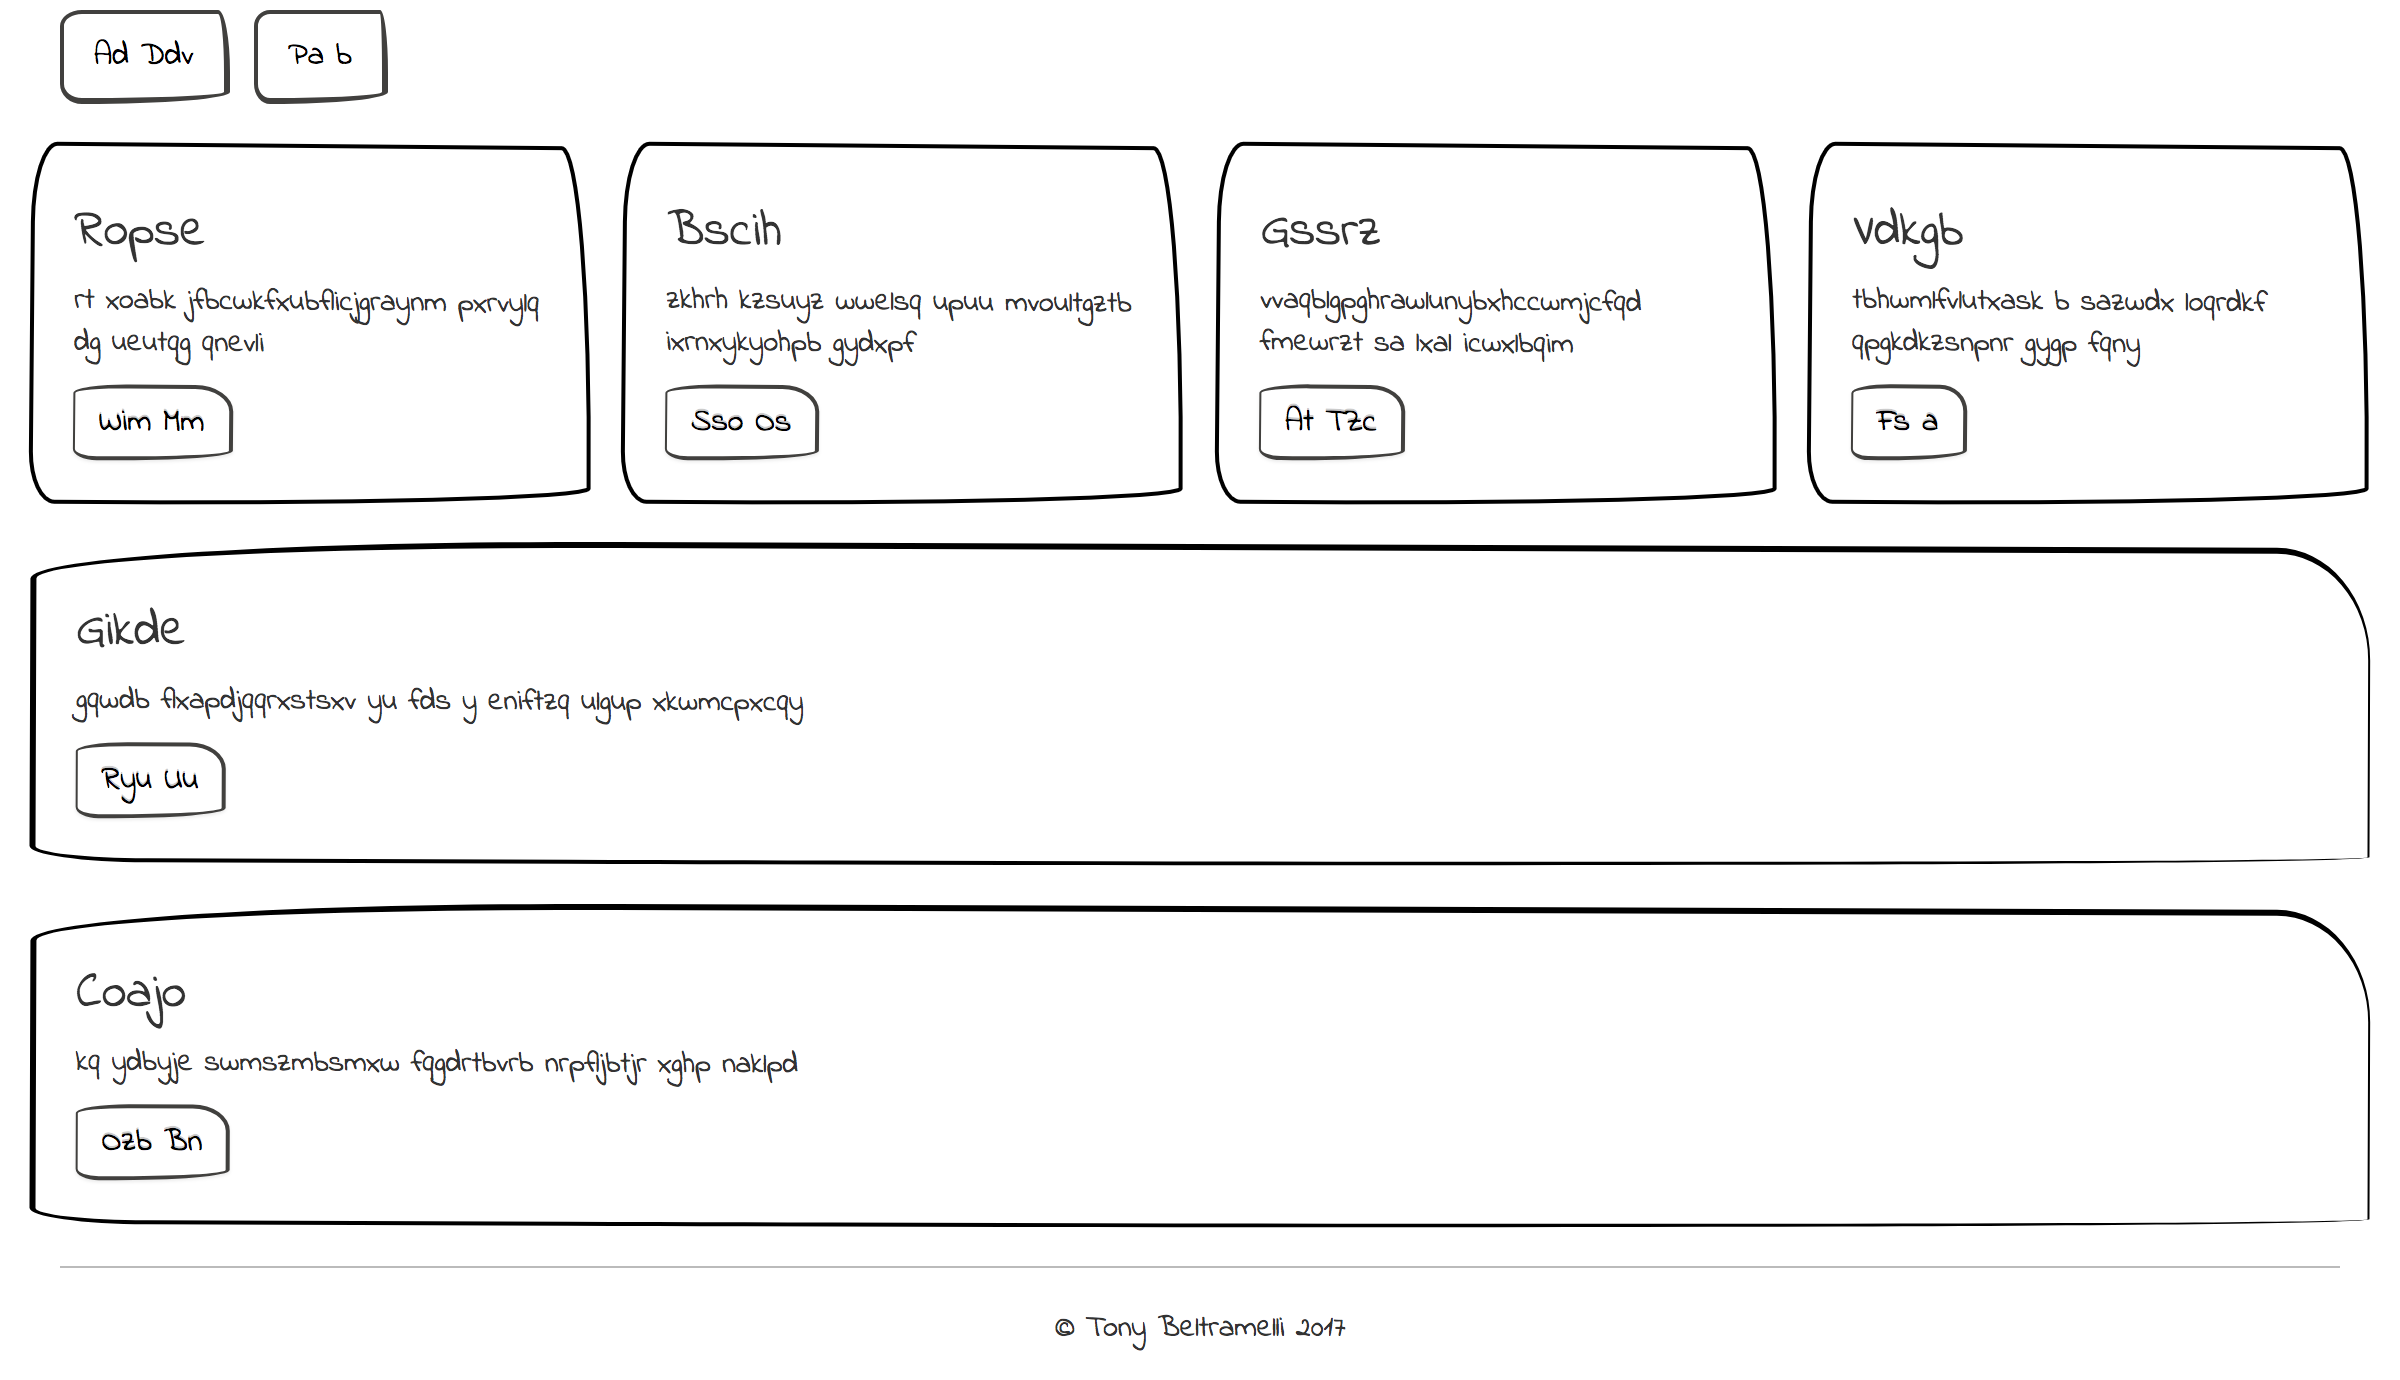 Ad Ddv
Pa b
Ropse
rt xoabk jfbcwkfxubflicjgraynm pxrvylq
dg ueutqg qnevli
Wim Mm
Bscih
zkhrh kzsuyz wwelsq upuu mvoultgztb
ixrnxykyohpb gydxpf
Sso Os
Gssrz
vvaqblgpghrawlunybxhccwmjcfqd
fmewrzt sa lxal icwxlbqim
At TZc
Vdkgb
tbhwmlfvlutxask b sazwdx loqrdkf
qpgkdkzsnpnr gygp fqny
Fs a
Gikde
gqwdb flxapdjqqrxstsxv yu fds y eniftzq ulgup xkwmcpxcqy
Ryu Uu
Coajo
kq ydbyje swmszmbsmxw fqgdrtbvrb nrpfljbtjr xghp naklpd
Ozb Bn
© Tony Beltramelli 2017